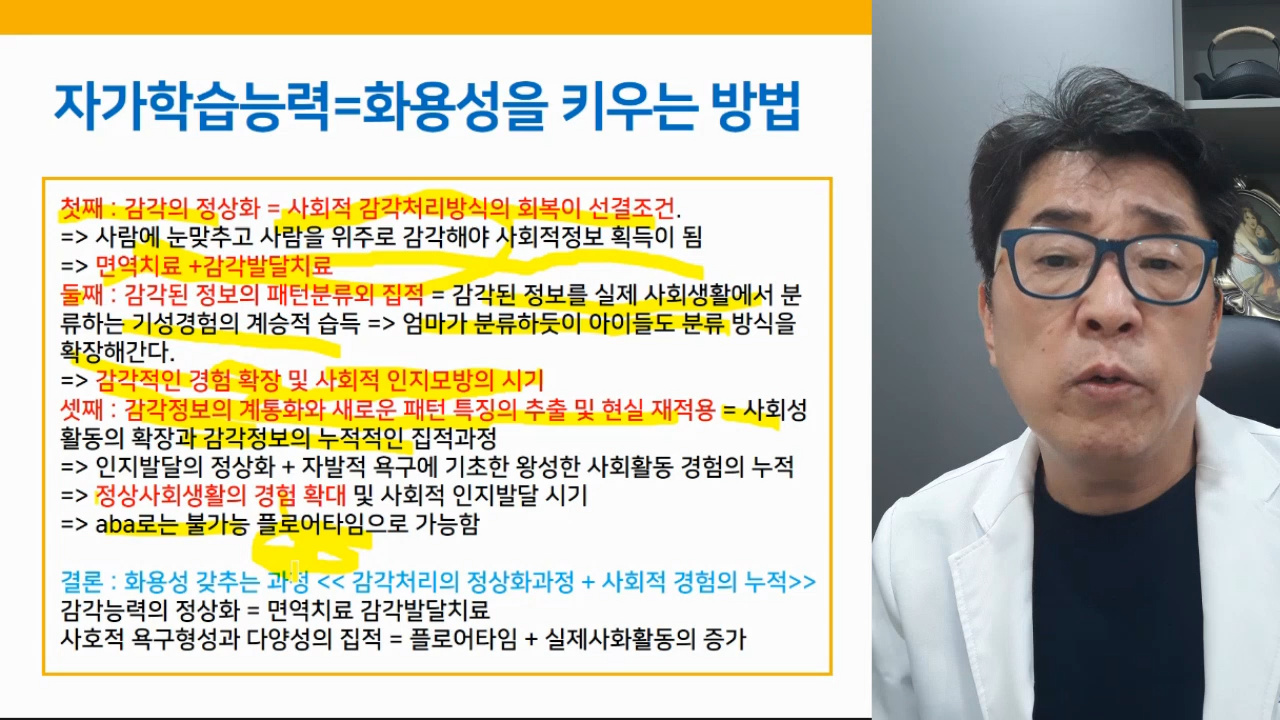 자가학습능력=화용성을 키우는 방법
첫째 : 감각의 정상화 = 사회적 감각처리방식의 회복이 선결조건.
=> 사람에 눈맞추고 사람을 위주로 감각해야 사회적정보 획득이 됨
=> 면역치료 +감각발달치료
둘째 : 감각된 정보의 패턴분류외 집적 = 감각된 정보를 실제 사회생활에서 분
류하는 기성경험의 계승적 습득 => 엄마가 분류하듯이 아이들도 분류 방식을
확장해간다.
=> 감각적인 경험 확장 및 사회적 인지모방의 시기
셋째 : 감각정보의 계통화와 새로운 패턴 특징의 추출 및 현실 재적용 = 사회성
활동의 확장과 감각정보의 누적적인 집적과정
=> 인지발달의 정상화 + 자발적 욕구에 기초한 왕성한 사회활동 경험의 누적
=> 정상사회생활의 경험 확대 및 사회적 인지발달 시기
=> aba로는 불가능 플로어타임으로 가능함
결론 : 화용성 갖추는 과정 << 감각처리의 정상화과정 + 사회적 경험의 누적>>
감각능력의 정상화 = 면역치료 감각발달치료
사호적 욕구형성과 다양성의 집적 = 플로어타임 + 실제사화활동의 증가